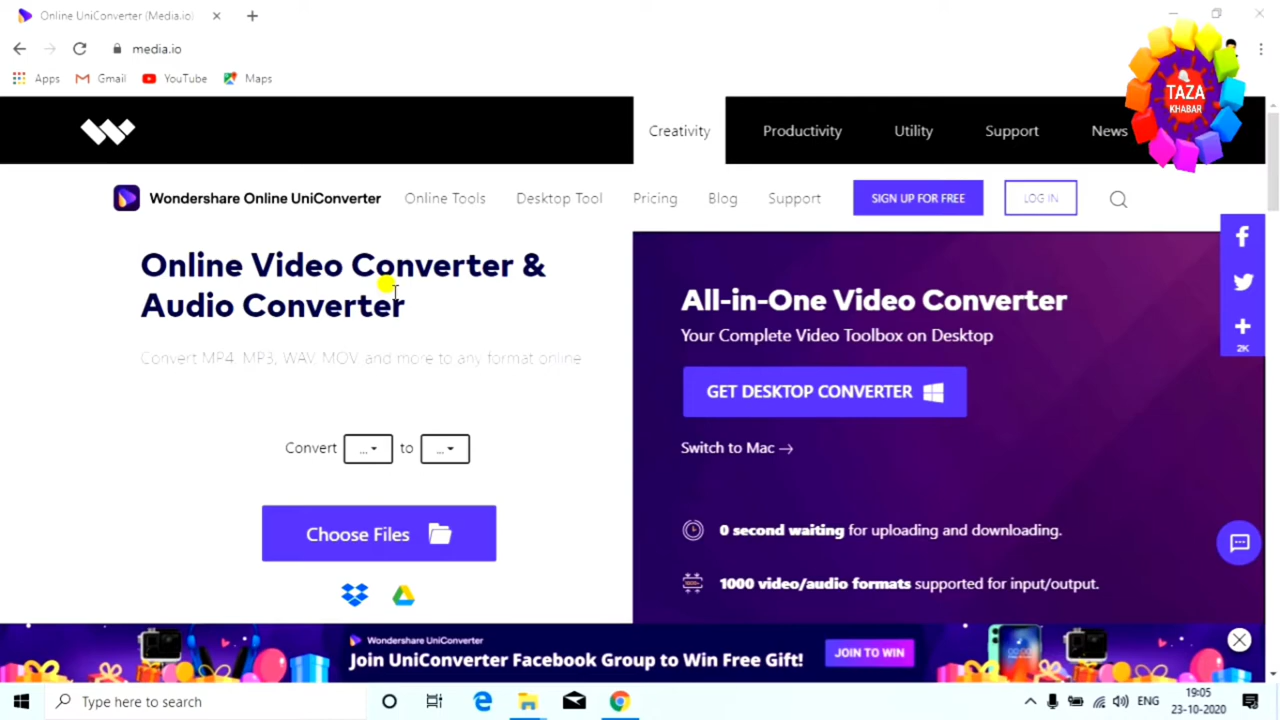 Online UniConverter (Media.io)
media.io
Apps Gmail YouTube Maps
TAZA
KHABAR
Creativity Productivity Utility Support News
Wondershare Online UniConverter Online Tools Desktop Tool Pricing Blog Support SIGN UP FOR FREE LOG IN
Online Video Converter &
Audio Converter
Convert MP4, MP3, WAV, MOV, and more to any format online
Convert ... to ...
Choose Files
All-in-One Video Converter
Your Complete Video Toolbox on Desktop
GET DESKTOP CONVERTER
Switch to Mac →
0 second waiting for uploading and downloading.
1000 video/audio formats supported for input/output.
2K
Wondershare UniConverter
Join UniConverter Facebook Group to Win Free Gift!
JOIN TO WIN
Type here to search
ENG
19:05
23-10-2020